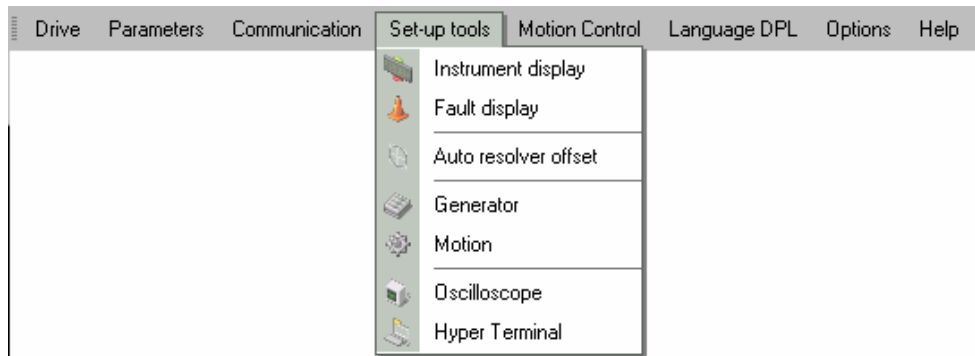 Drive Parameters Communication Set-up tools Motion Control Language DPL Options Help
Instrument display
Fault display
Auto resolver offset
Generator
Motion
Oscilloscope
Hyper Terminal